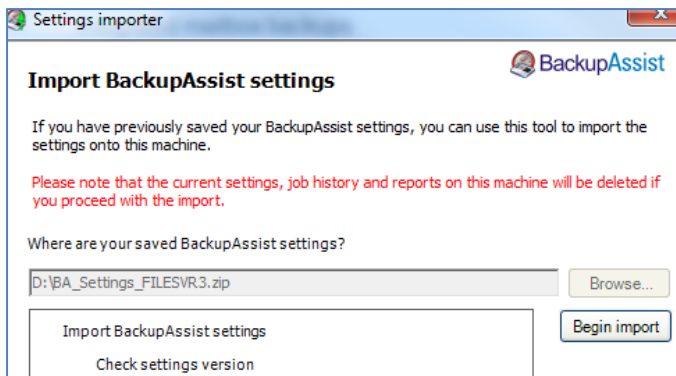 Settings importer
mailbox backups.
BackupAssist
Import BackupAssist settings
If you have previously saved your BackupAssist settings, you can use this tool to import the
settings onto this machine.
Please note that the current settings, job history and reports on this machine will be deleted if
you proceed with the import.
Where are your saved BackupAssist settings?
D:\BA_Settings_FILESVR3.zip
Browse...
Import BackupAssist settings
Begin import
Check settings version